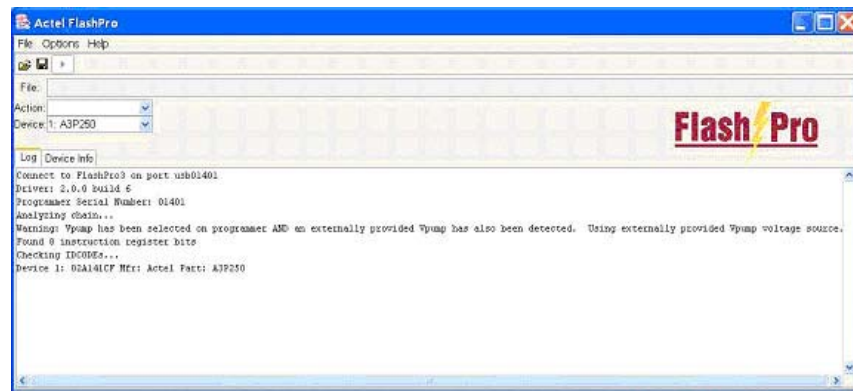 Actel FlashPro
File Options Help
File:
Action:
Device: 1: A3P250
Flash Pro
Log Device Info
Connect to FlashPro3 on port usb01401
Driver: 2.0.0 build 6
Programmer Serial Number: 01401
Analyzing chain...
Warning: Vpump has been selected on programmer AND an externally provided Vpump has also been detected. Using externally provided Vpump voltage source.
Found 8 instruction register bits
Checking IDCODEs...
Device 1: 02A141CF Mfr: Actel Part: A3P250